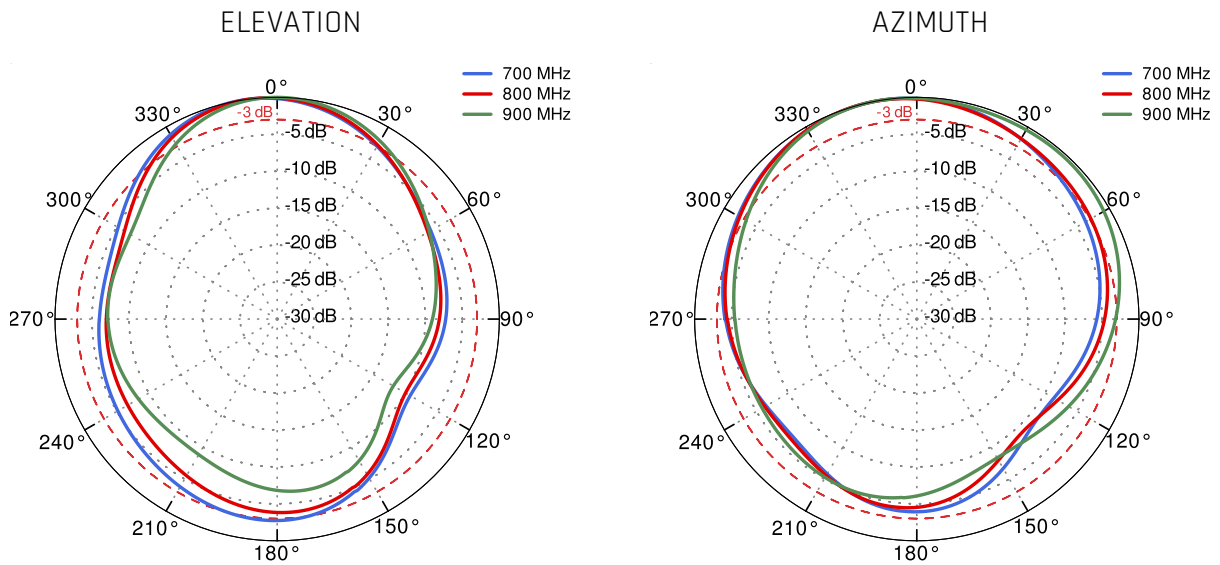 ELEVATION
700 MHz
800 MHz
900 MHz
0°
-3 dB
330°
30°
-5 dB
-10 dB
300°
60°
-15 dB
-20 dB
-25 dB
270°
-30 dB
90°
240°
120°
210°
150°
180°
AZIMUTH
700 MHz
800 MHz
900 MHz
0°
-3 dB
330°
30°
-5 dB
-10 dB
300°
60°
-15 dB
-20 dB
-25 dB
270°
-30 dB
90°
240°
120°
210°
150°
180°